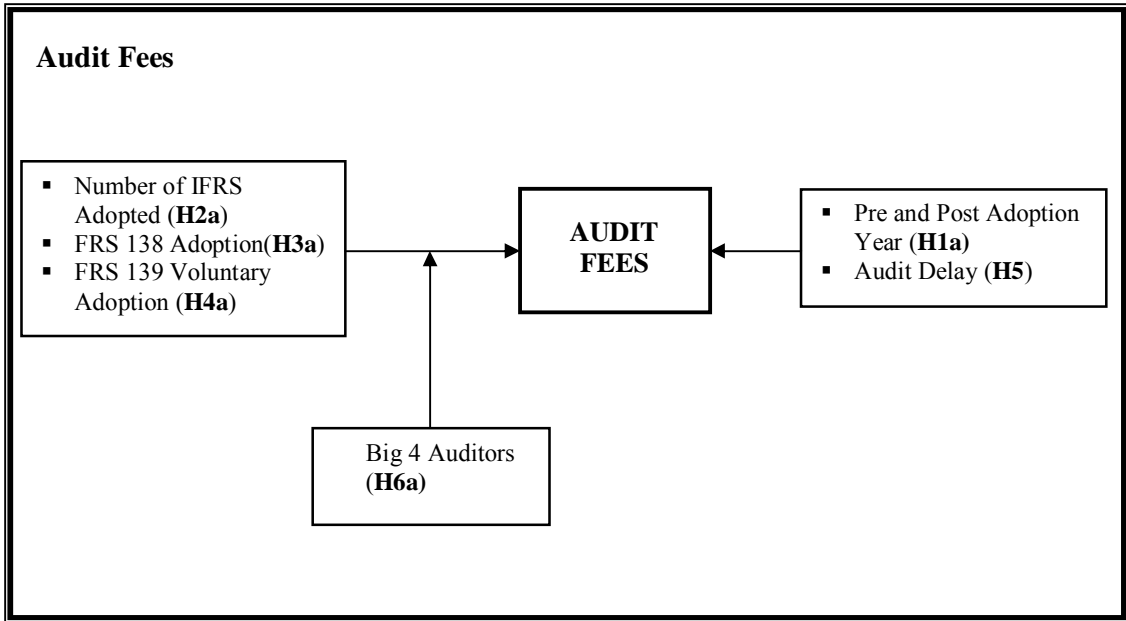 Audit Fees
▪ Number of IFRS
Adopted (H2a)
▪ FRS 138 Adoption(H3a)
▪ FRS 139 Voluntary
Adoption (H4a)
AUDIT
FEES
▪ Pre and Post Adoption
Year (H1a)
▪ Audit Delay (H5)
Big 4 Auditors
(H6a)